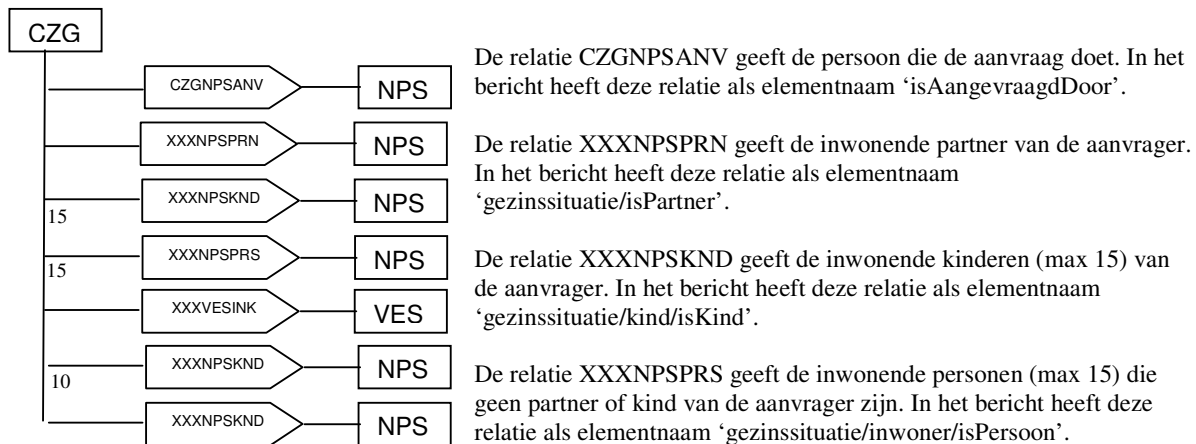 CZG
CZGNPSANV NPS
XXXNPSPRN NPS
XXXNPSKND NPS
15
XXXNPSPRS NPS
15
XXXVESINK VES
XXXNPSKND NPS
10
XXXNPSKND NPS
De relatie CZGNPSANV geeft de persoon die de aanvraag doet. In het
bericht heeft deze relatie als elementnaam ‘isAangevraagdDoor’.
De relatie XXXNPSPRN geeft de inwonende partner van de aanvrager.
In het bericht heeft deze relatie als elementnaam
‘gezinssituatie/isPartner’.
De relatie XXXNPSKND geeft de inwonende kinderen (max 15) van
de aanvrager. In het bericht heeft deze relatie als elementnaam
‘gezinssituatie/kind/isKind’.
De relatie XXXNPSPRS geeft de inwonende personen (max 15) die
geen partner of kind van de aanvrager zijn. In het bericht heeft deze
relatie als elementnaam ‘gezinssituatie/inwoner/isPersoon’.